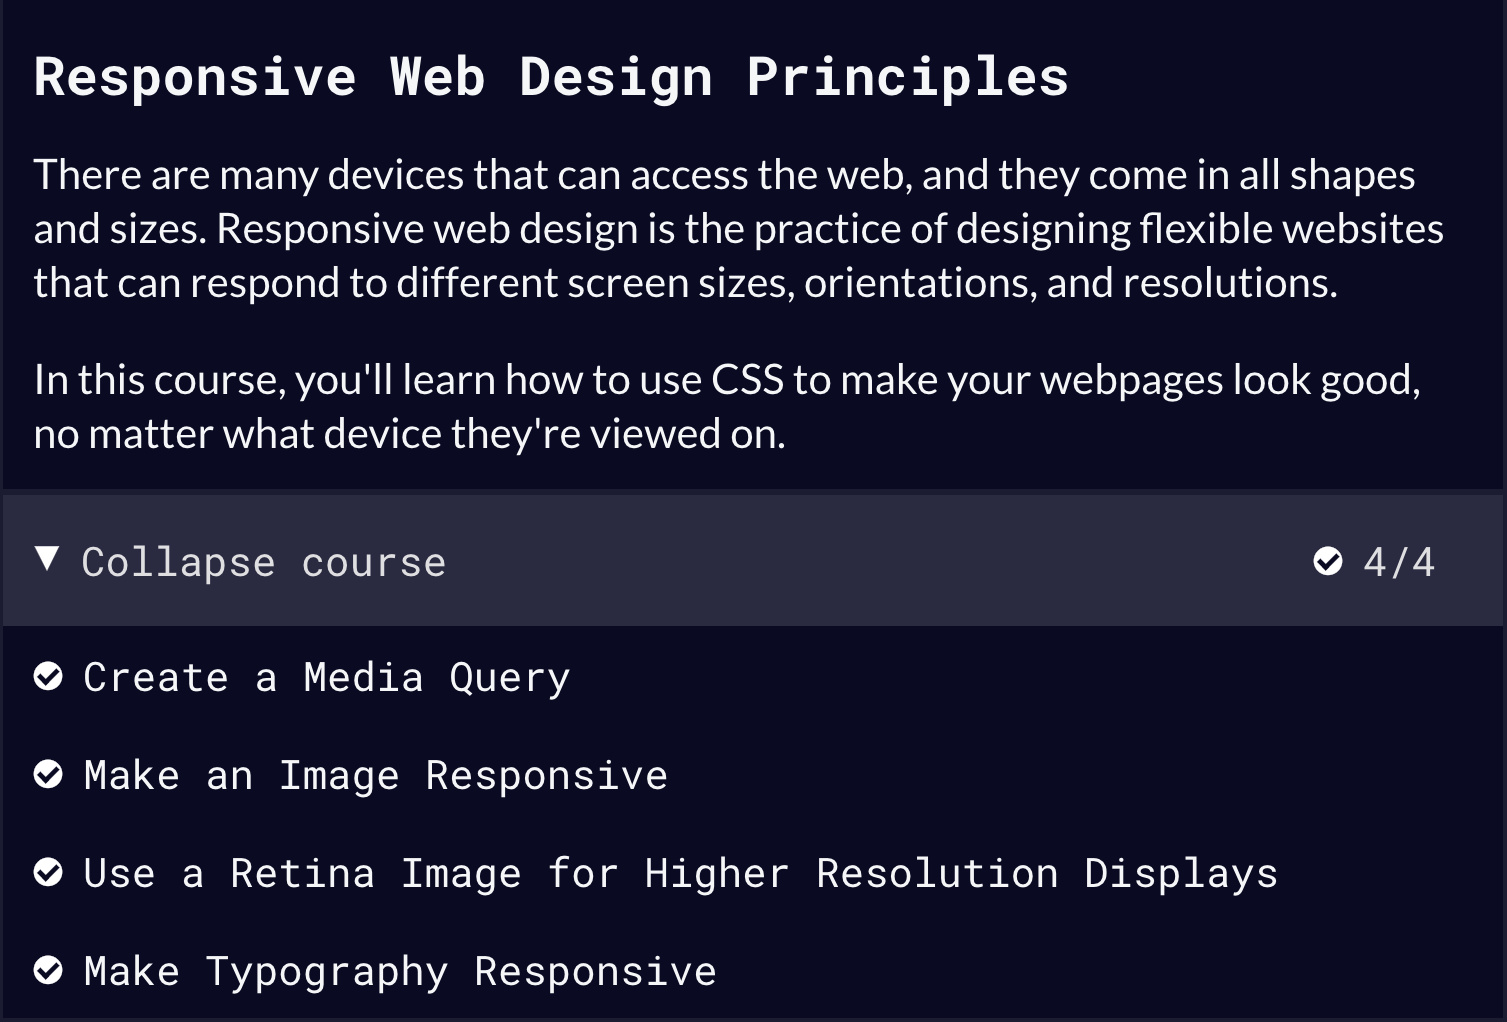 Responsive Web Design Principles
There are many devices that can access the web, and they come in all shapes
and sizes. Responsive web design is the practice of designing flexible websites
that can respond to different screen sizes, orientations, and resolutions.
In this course, you'll learn how to use CSS to make your webpages look good,
no matter what device they're viewed on.
Collapse course 4/4
Create a Media Query
Make an Image Responsive
Use a Retina Image for Higher Resolution Displays
Make Typography Responsive